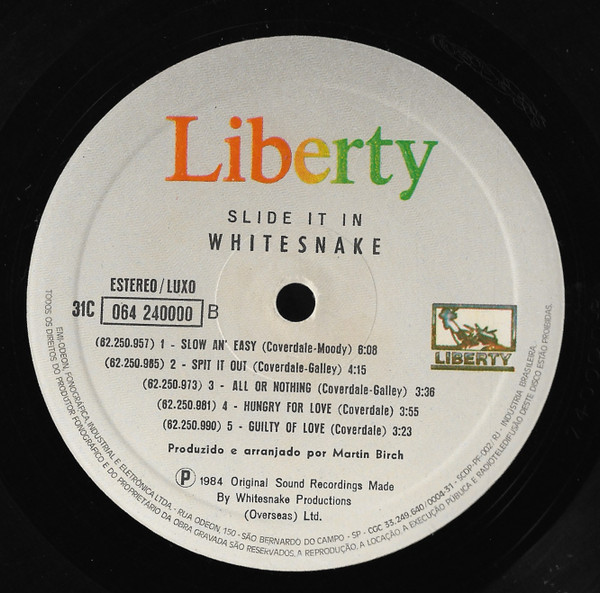 Liberty
SLIDE IT IN
WHITESNAKE
ESTEREO/LUXO
31C 064 240000 B
LIBERTY
(62.250.957) 1 - SLOW AN' EASY (Coverdale-Moody) 6:08
(62.250.965) 2 - SPIT IT OUT (Coverdale-Galley) 4:15
(62.250.973) 3 - ALL OR NOTHING (Coverdale-Galley) 3:36
(62.250.981) 4 - HUNGRY FOR LOVE (Coverdale) 3:55
(62.250.990) 5 - GUILTY OF LOVE (Coverdale) 3:23
Produzido e arranjado por Martin Birch
P 1984 Original Sound Recordings Made
By Whitesnake Productions
(Overseas) Ltd.
EMI-ODEON, FONOGRÁFICA, INDUSTRIAL E ELETRÔNICA LTDA. - RUA ODEON, 150 - SÃO BERNARDO DO CAMPO - SP - CGC 33.249.640/0004-31 - SCDP-PF-002/RJ - INDÚSTRIA BRASILEIRA.
TODOS OS DIREITOS DO PRODUTOR FONOGRÁFICO E DO PROPRIETÁRIO DA OBRA GRAVADA SÃO RESERVADOS. A REPRODUÇÃO, A LOCAÇÃO, A EXECUÇÃO PÚBLICA E RADIOTELEDIFUSÃO DESTE DISCO ESTÃO PROIBIDAS.